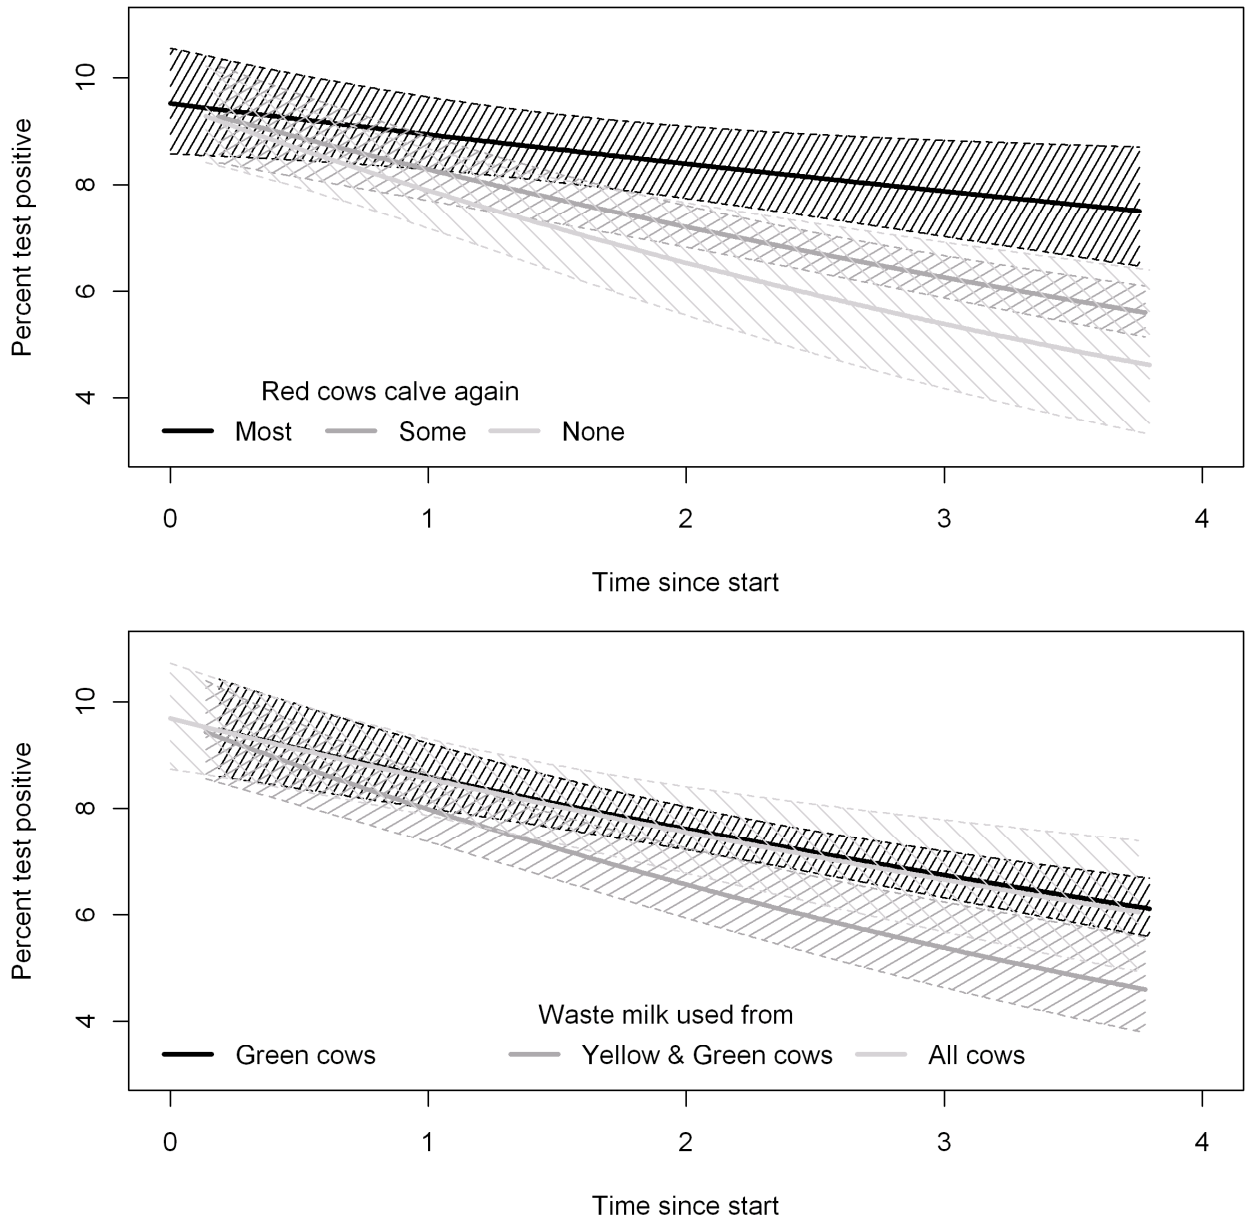 Percent test positive
10
8
6
4
Red cows calve again
Most Some None
0 1 2 3 4
Time since start
Percent test positive
10
8
6
4
Waste milk used from
Green cows Yellow & Green cows All cows
0 1 2 3 4
Time since start